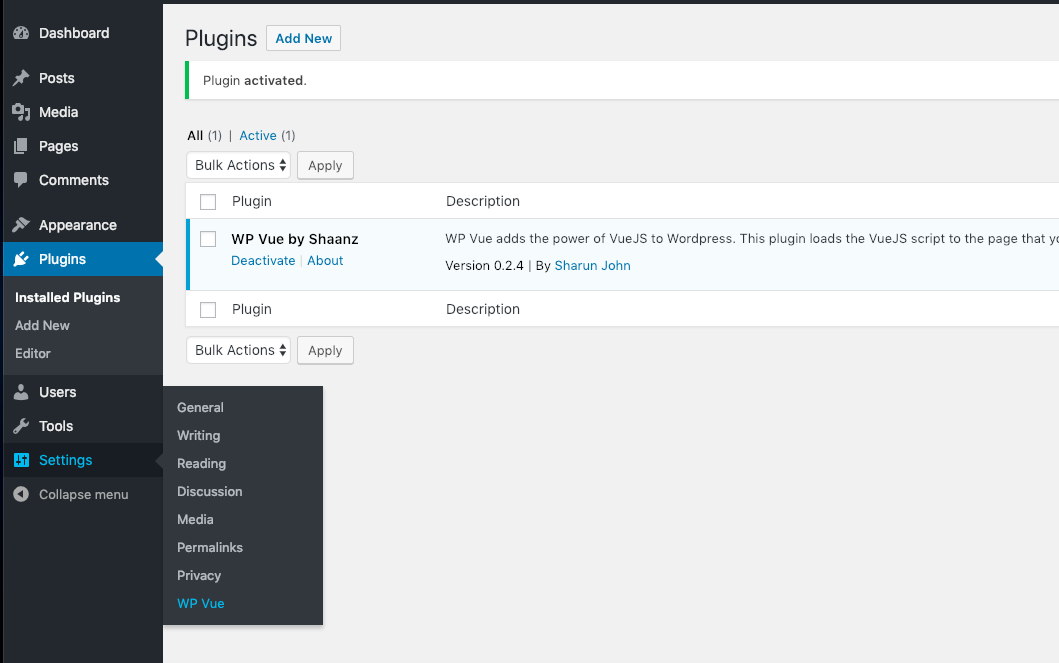 Dashboard
Posts
Media
Pages
Comments
Appearance
Plugins
Installed Plugins
Add New
Editor
Users
Tools
Settings
Collapse menu
General
Writing
Reading
Discussion
Media
Permalinks
Privacy
WP Vue
Plugins Add New
Plugin activated.
All (1) | Active (1)
Bulk Actions Apply
Plugin Description
WP Vue by Shaanz WP Vue adds the power of VueJS to Wordpress. This plugin loads the VueJS script to the page that
Deactivate | About Version 0.2.4 | By Sharun John
Plugin Description
Bulk Actions Apply